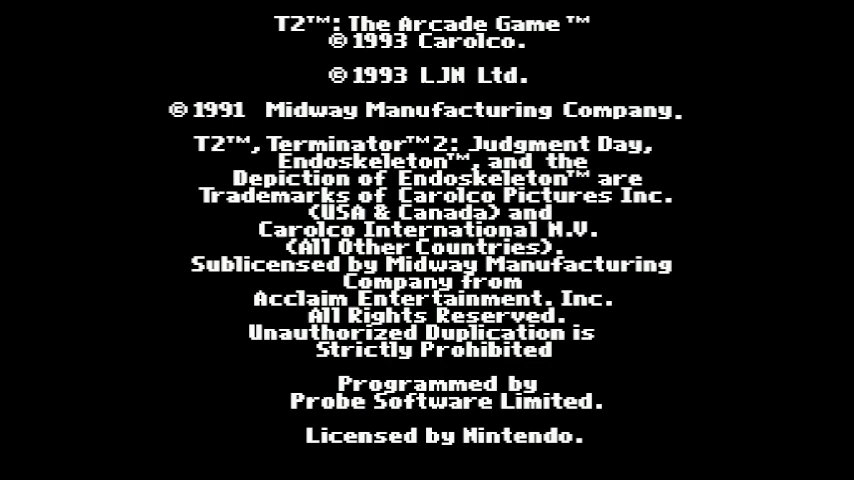 T2™: The Arcade Game™
© 1993 Carolco.
© 1993 LJN Ltd.
© 1991 Midway Manufacturing Company.
T2™, Terminator™2: Judgment Day,
Endoskeleton™, and the
Depiction of Endoskeleton™ are
Trademarks of Carolco Pictures Inc.
(USA & Canada) and
Carolco International N.V.
(All Other Countries).
Sublicensed by Midway Manufacturing
Company from
Acclaim Entertainment. Inc.
All Rights Reserved.
Unauthorized Duplication is
Strictly Prohibited
Programmed by
Probe Software Limited.
Licensed by Nintendo.